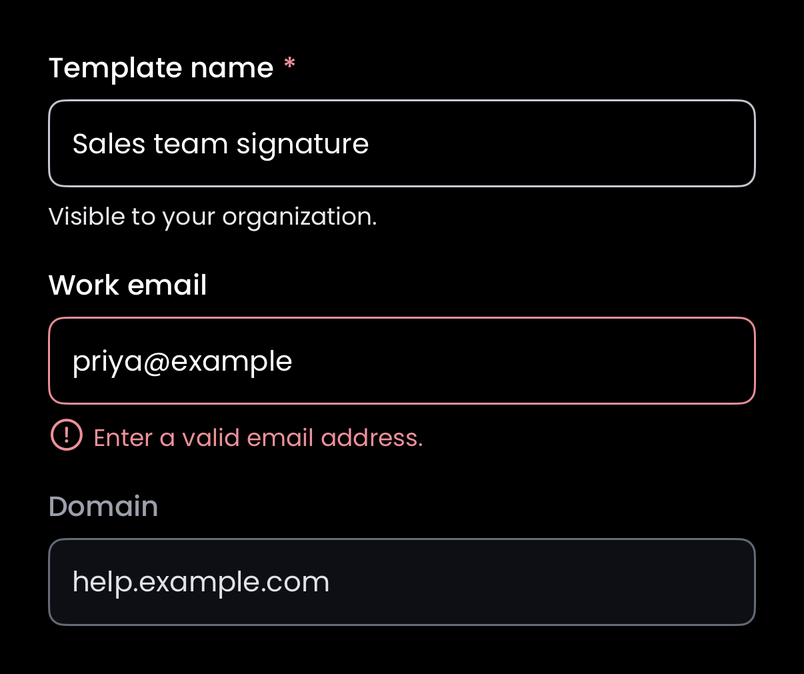 Template name *
Sales team signature
Visible to your organization.
Work email
priya@example
Enter a valid email address.
Domain
help.example.com